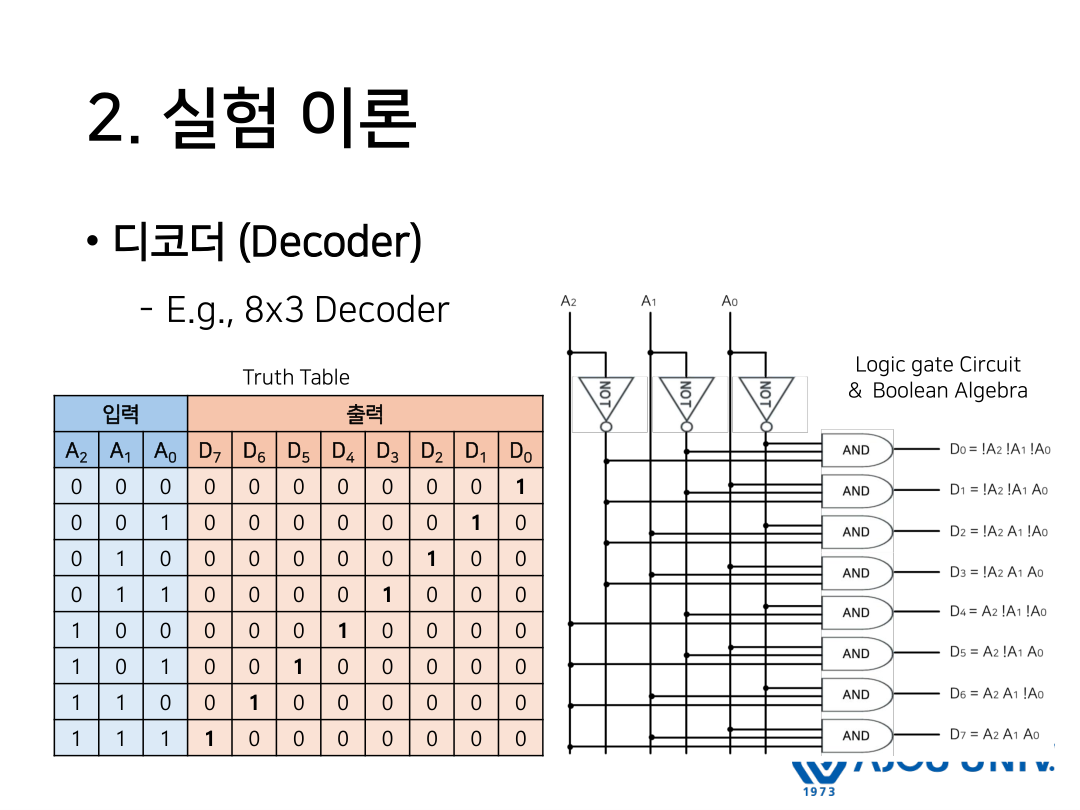 2. 실험 이론
• 디코더 (Decoder)
- E.g., 8x3 Decoder
Truth Table
입력 출력
A2 A1 A0 D7 D6 D5 D4 D3 D2 D1 D0
0 0 0 0 0 0 0 0 0 0 1
0 0 1 0 0 0 0 0 0 1 0
0 1 0 0 0 0 0 0 1 0 0
0 1 1 0 0 0 0 1 0 0 0
1 0 0 0 0 0 1 0 0 0 0
1 0 1 0 0 1 0 0 0 0 0
1 1 0 0 1 0 0 0 0 0 0
1 1 1 1 0 0 0 0 0 0 0
A2 A1 A0
Logic gate Circuit
& Boolean Algebra
NOT NOT NOT
AND D0 = !A2 !A1 !A0
AND D1 = !A2 !A1 A0
AND D2 = !A2 A1 !A0
AND D3 = !A2 A1 A0
AND D4 = A2 !A1 !A0
AND D5 = A2 !A1 A0
AND D6 = A2 A1 !A0
AND D7 = A2 A1 A0
AJOU UNIV.
1973